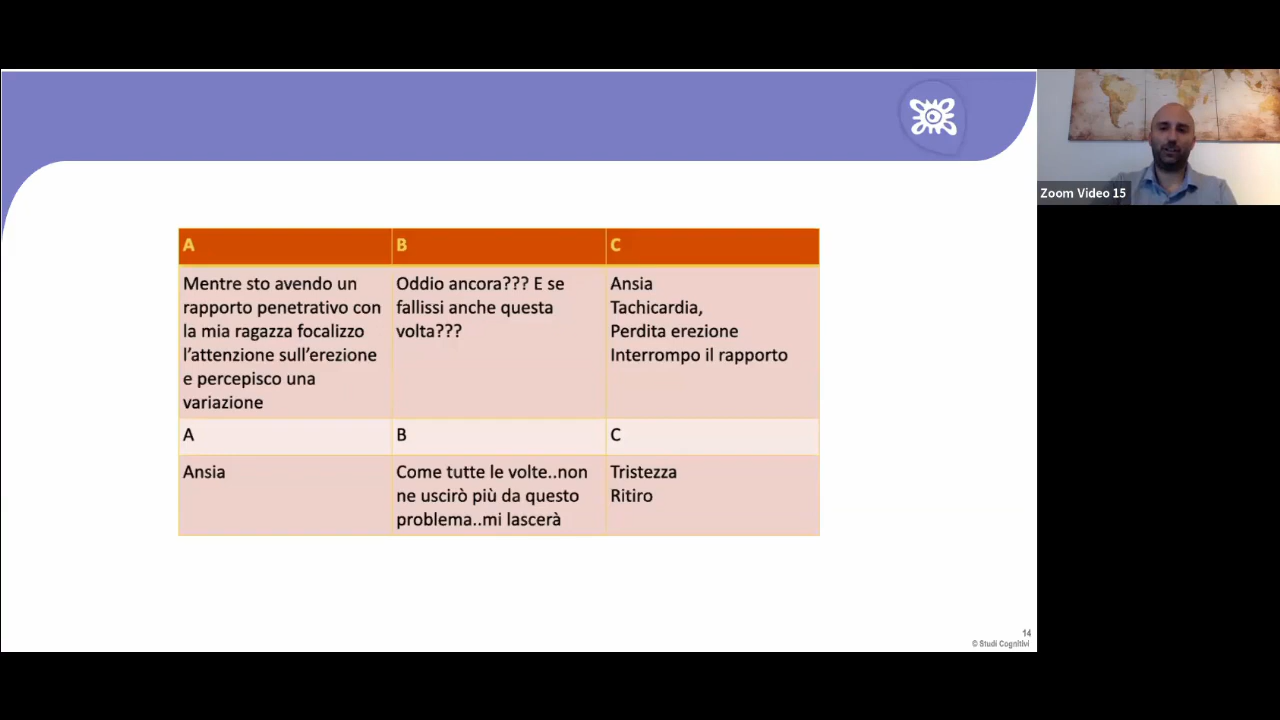 A
B
C
Mentre sto avendo un
rapporto penetrativo con
la mia ragazza focalizzo
l'attenzione sull'erezione
e percepisco una
variazione
Oddio ancora??? E se
fallissi anche questa
volta???
Ansia
Tachicardia,
Perdita erezione
Interrompo il rapporto
A
B
C
Ansia
Come tutte le volte..non
ne uscirò più da questo
problema..mi lascerà
Tristezza
Ritiro
14
© Studi Cognitivi
Zoom Video 15